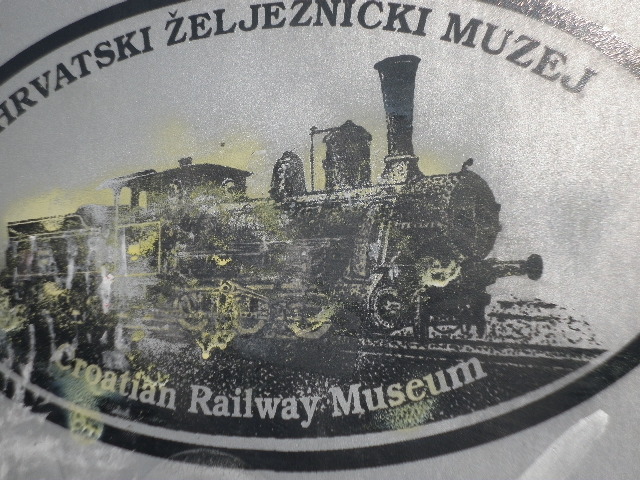 HRVATSKI ŽELJEZNIČKI MUZEJ
Croatian Railway Museum